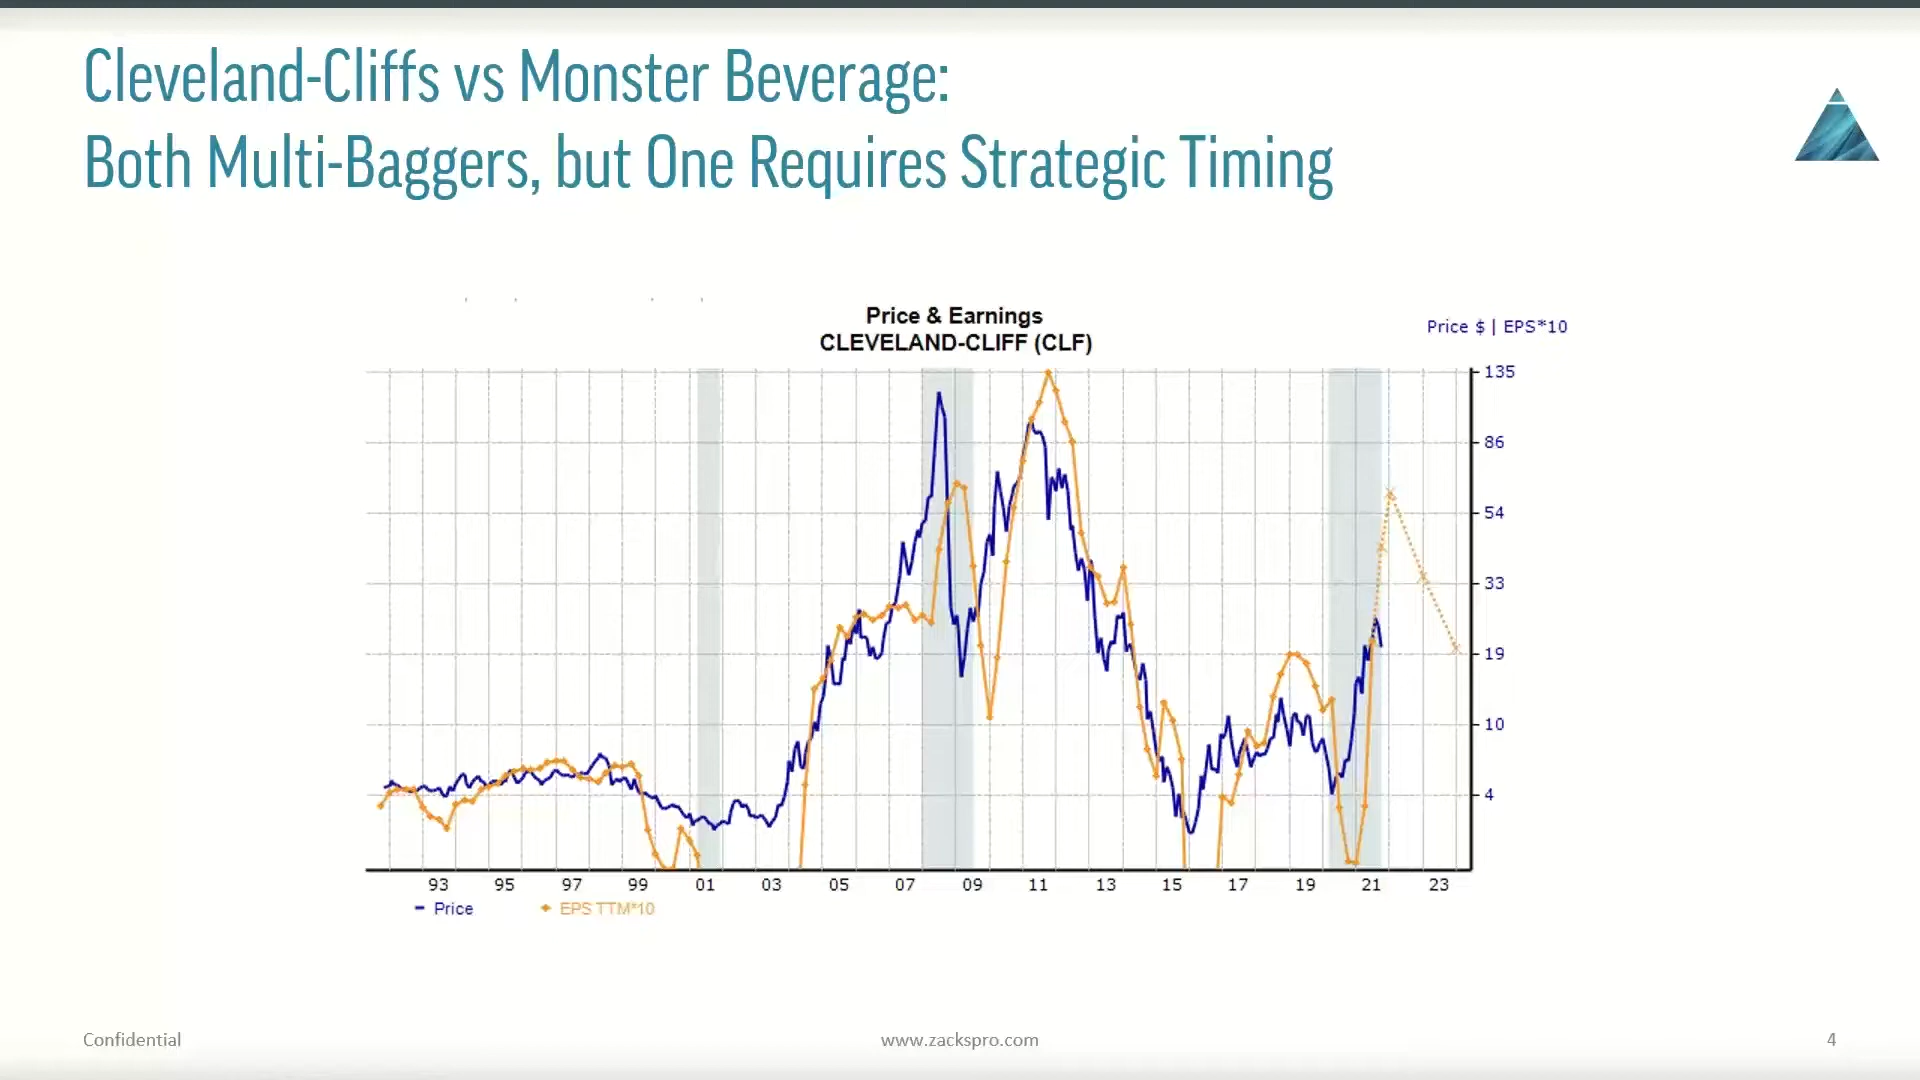 Cleveland-Cliffs vs Monster Beverage:
Both Multi-Baggers, but One Requires Strategic Timing
Price & Earnings
CLEVELAND-CLIFF (CLF)
Price $ | EPS*10
135
86
54
33
19
10
4
93 95 97 99 01 03 05 07 09 11 13 15 17 19 21 23
Price EPS TTM*10
Confidential www.zackspro.com 4